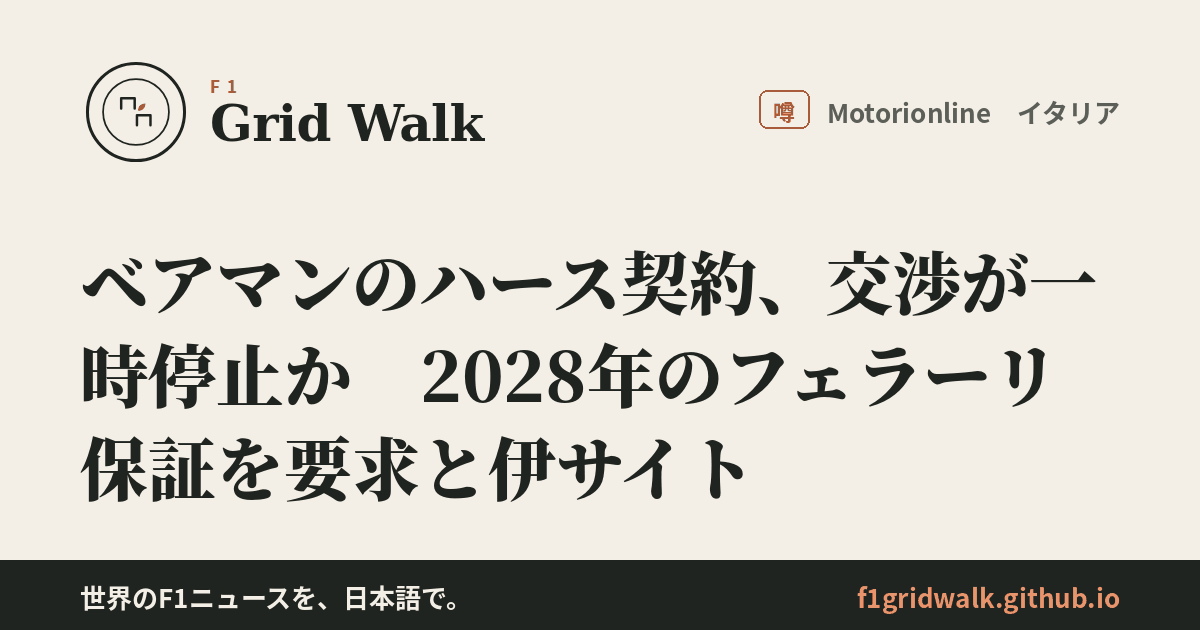 F1
Grid Walk
噂 Motorionline　イタリア
ベアマンのハース契約、交渉が一
時停止か　2028年のフェラーリ
保証を要求と伊サイト
世界のF1ニュースを、日本語で。
f1gridwalk.github.io